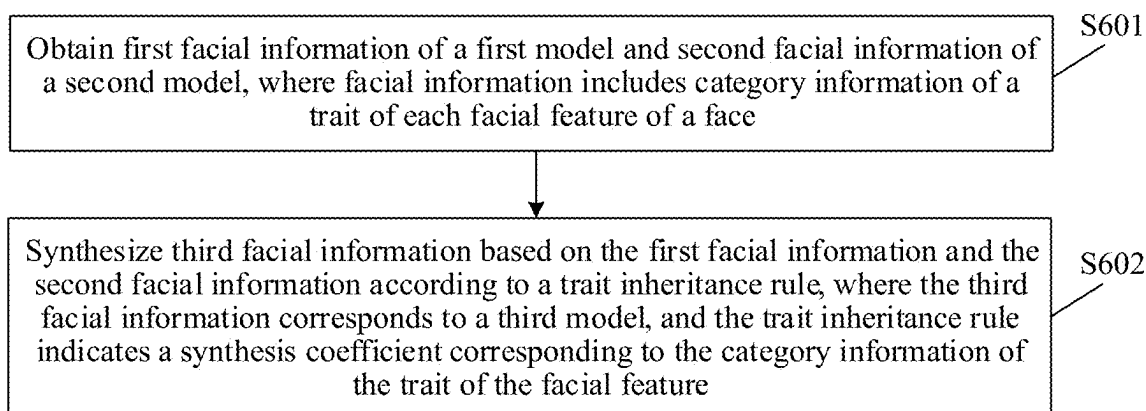 S601
Obtain first facial information of a first model and second facial information of
a second model, where facial information includes category information of a
trait of each facial feature of a face
S602
Synthesize third facial information based on the first facial information and the
second facial information according to a trait inheritance rule, where the third
facial information corresponds to a third model, and the trait inheritance rule
indicates a synthesis coefficient corresponding to the category information of
the trait of the facial feature